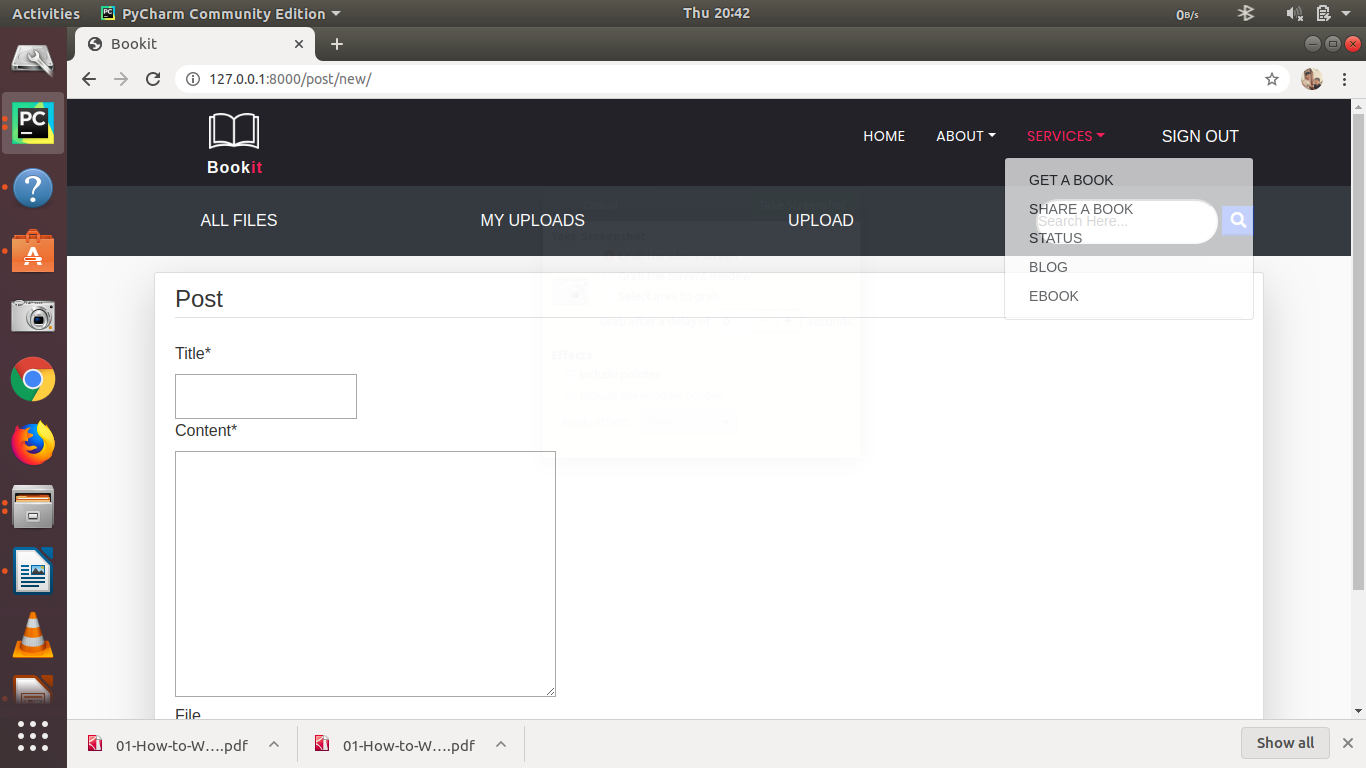 Activities PyCharm Community Edition Thu 20:42 0B/s
Bookit
127.0.0.1:8000/post/new/
Bookit
HOME ABOUT SERVICES SIGN OUT
GET A BOOK
SHARE A BOOK
STATUS
BLOG
EBOOK
ALL FILES MY UPLOADS UPLOAD Search Here...
Post
Title*
Content*
File
01-How-to-W....pdf 01-How-to-W....pdf Show all
PC